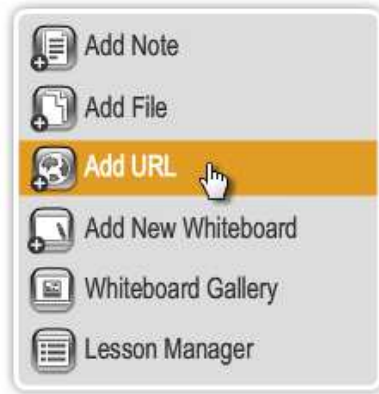 Add Note
Add File
Add URL
Add New Whiteboard
Whiteboard Gallery
Lesson Manager